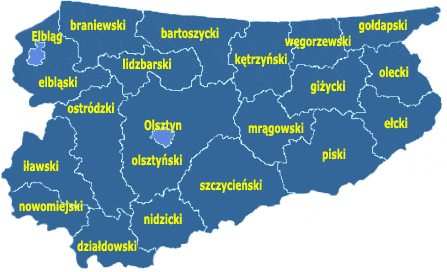 gołdapski
braniewski
bartoszycki
Elbląg
węgorzewski
kętrzyński
lidzbarski
olecki
elbląski
giżycki
ostródzki
Olsztyn
ełcki
mrągowski
piski
olsztyński
iławski
szczycieński
nowomiejski
nidzicki
działdowski